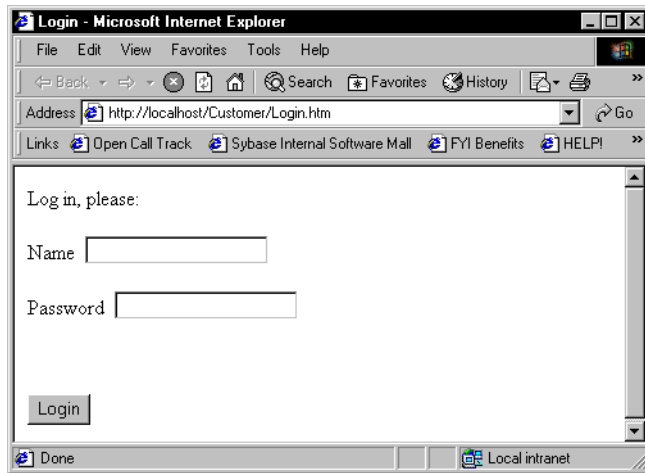 Login - Microsoft Internet Explorer
File Edit View Favorites Tools Help
Back Search Favorites History »
Address http://localhost/Customer/Login.htm Go
Links Open Call Track Sybase Internal Software Mall FYI Benefits HELP! »
Log in, please:
Name
Password
Login
Done Local intranet